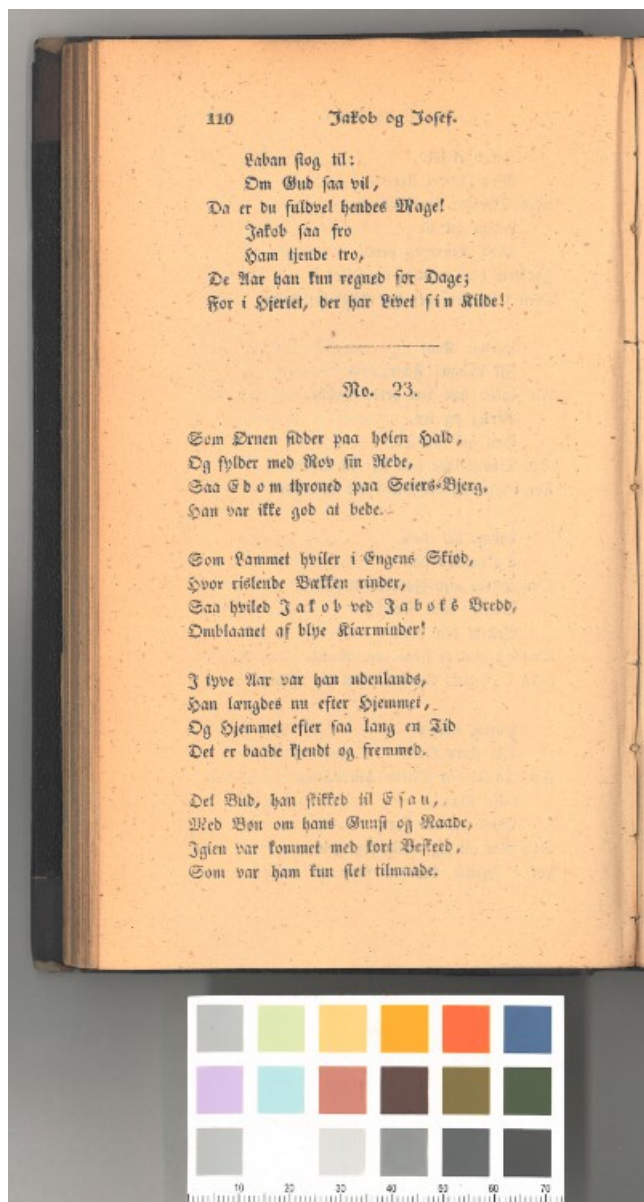 110 Jakob og Josef.
Laban slog til:
Om Gud saa vil,
Da er du fuldvel hendes Mage!
Jakob saa fro
Ham tjende tro,
De Aar han kun regned for Dage;
For i Hjertet, der har Livet sin Kilde!
No. 23.
Som Ørnen sidder paa høien Hald,
Og fylder med Rov sin Rede,
Saa Edom throned paa Seiers-Bjerg,
Han var ikke god at bede.
Som Lammet hviler i Engens Skiød,
Hvor rislende Bækken rinder,
Saa hviled Jakob ved Jaboks Bredd,
Omblaanet af blye Kiærminder!
I tyve Aar var han udenlands,
Han længdes nu efter Hjemmet,
Og Hjemmet efter saa lang en Tid
Det er baade kjendt og fremmed.
Det Bud, han skikked til Esau,
Med Bøn om hans Gunst og Naade,
Igien var kommet med kort Beskeed,
Som var ham kun slet tilmaade.
10 20 30 40 50 60 70